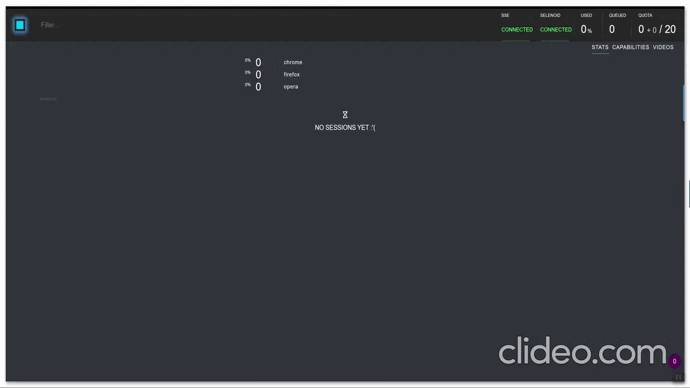 Filter...
SSE
CONNECTED
SELENOID
CONNECTED
USED
0 %
QUEUED
0
QUOTA
0 + 0 / 20
STATS CAPABILITIES VIDEOS
0% 0 chrome
0% 0 firefox
0% 0 opera
NO SESSIONS YET :'(
clideo.com
0